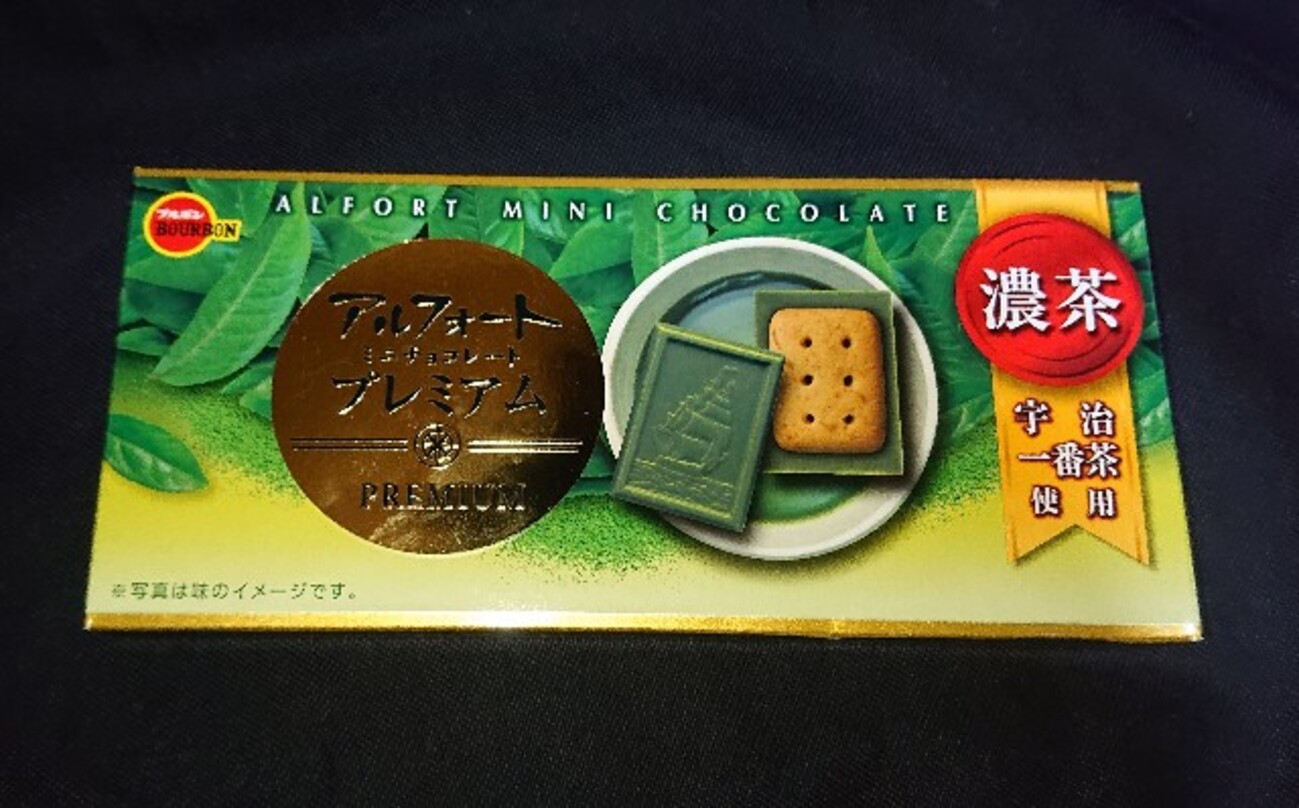 ブルボン
BOURBON
ALFORT MINI CHOCOLATE
アルフォート
ミニチョコレート
プレミアム
PREMIUM
濃茶
宇治
一番茶
使用
※写真は味のイメージです。